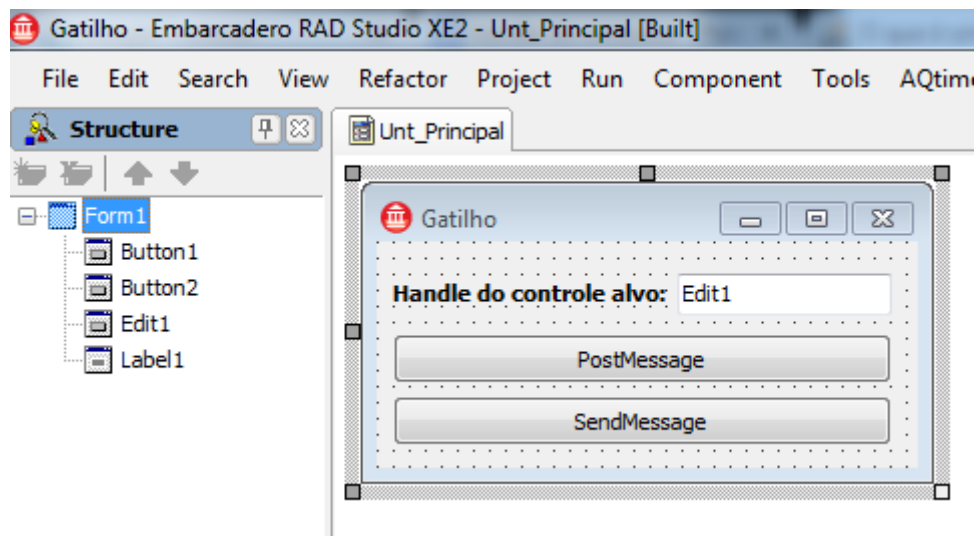 Gatilho - Embarcadero RAD Studio XE2 - Unt_Principal [Built]
File Edit Search View Refactor Project Run Component Tools AQtime
Structure
Unt_Principal
Form1
Button1
Button2
Edit1
Label1
Gatilho
Handle do controle alvo: Edit1
PostMessage
SendMessage